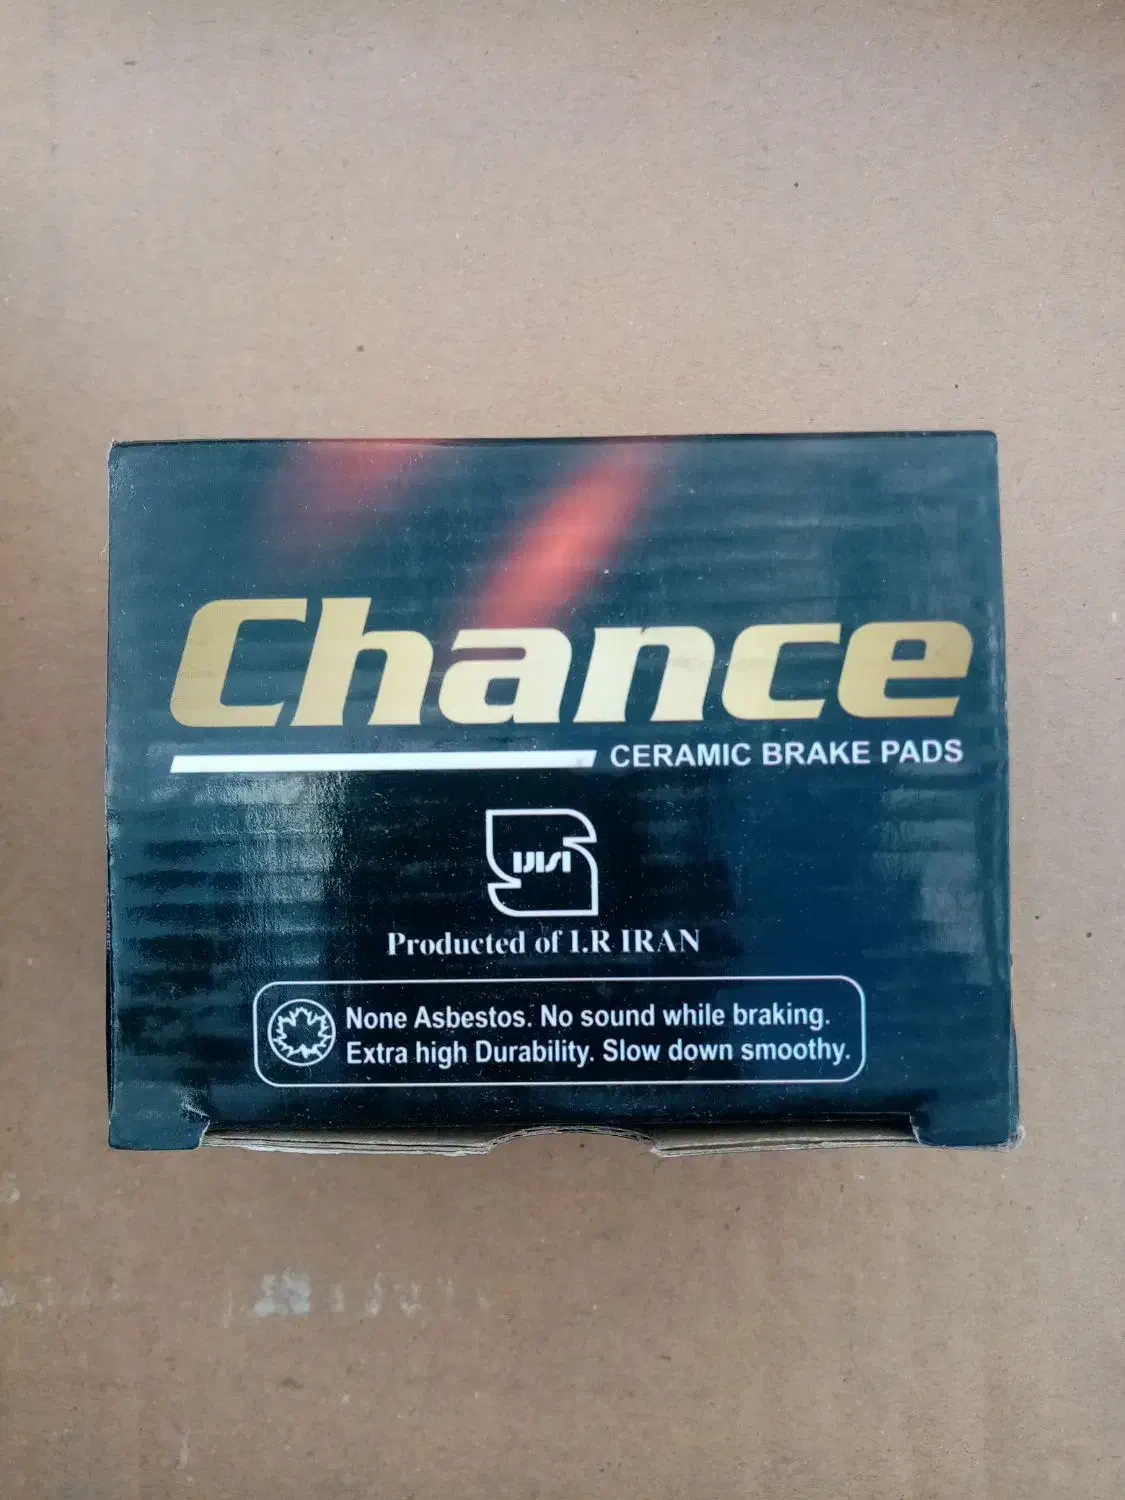 Chance
CERAMIC BRAKE PADS
ISIRI
Producted of I.R IRAN
None Asbestos. No sound while braking.
Extra high Durability. Slow down smoothy.